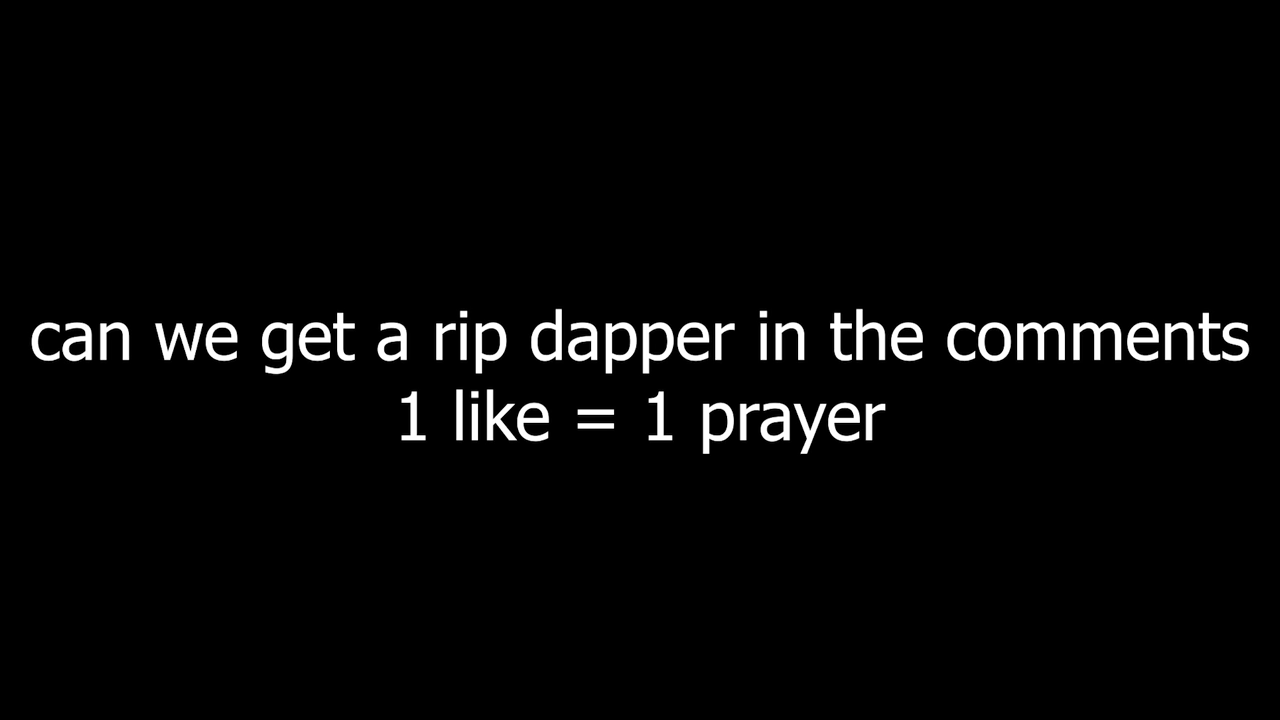 can we get a rip dapper in the comments
1 like = 1 prayer